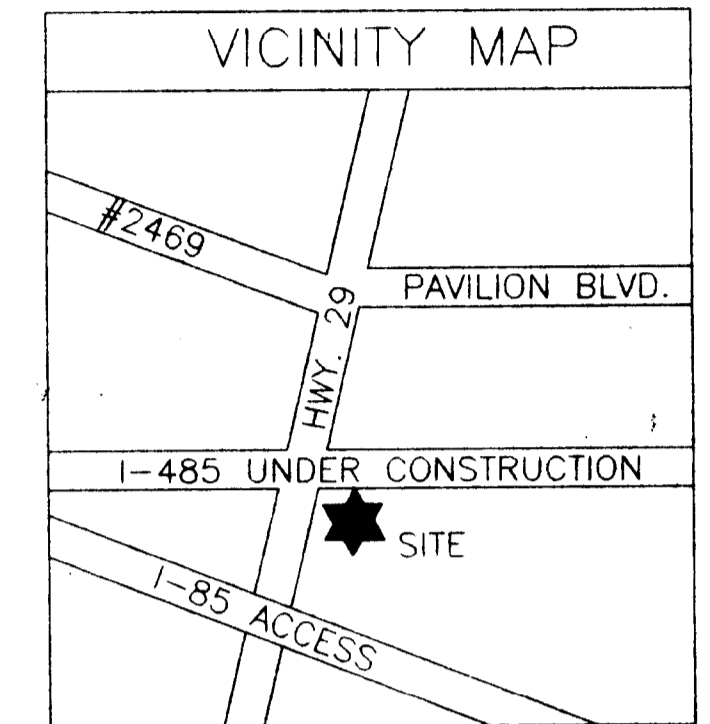 VICINITY MAP
#2469
PAVILION BLVD.
HWY. 29
I-485 UNDER CONSTRUCTION
SITE
I-85 ACCESS